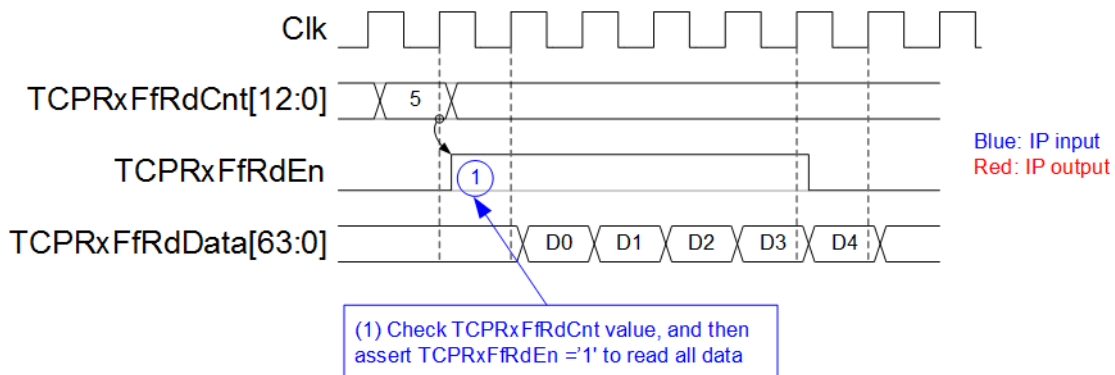 Clk
TCPRxFfRdCnt[12:0]
5
TCPRxFfRdEn
1
Blue: IP input
Red: IP output
TCPRxFfRdData[63:0]
D0 D1 D2 D3 D4
(1) Check TCPRxFfRdCnt value, and then
assert TCPRxFfRdEn ='1' to read all data